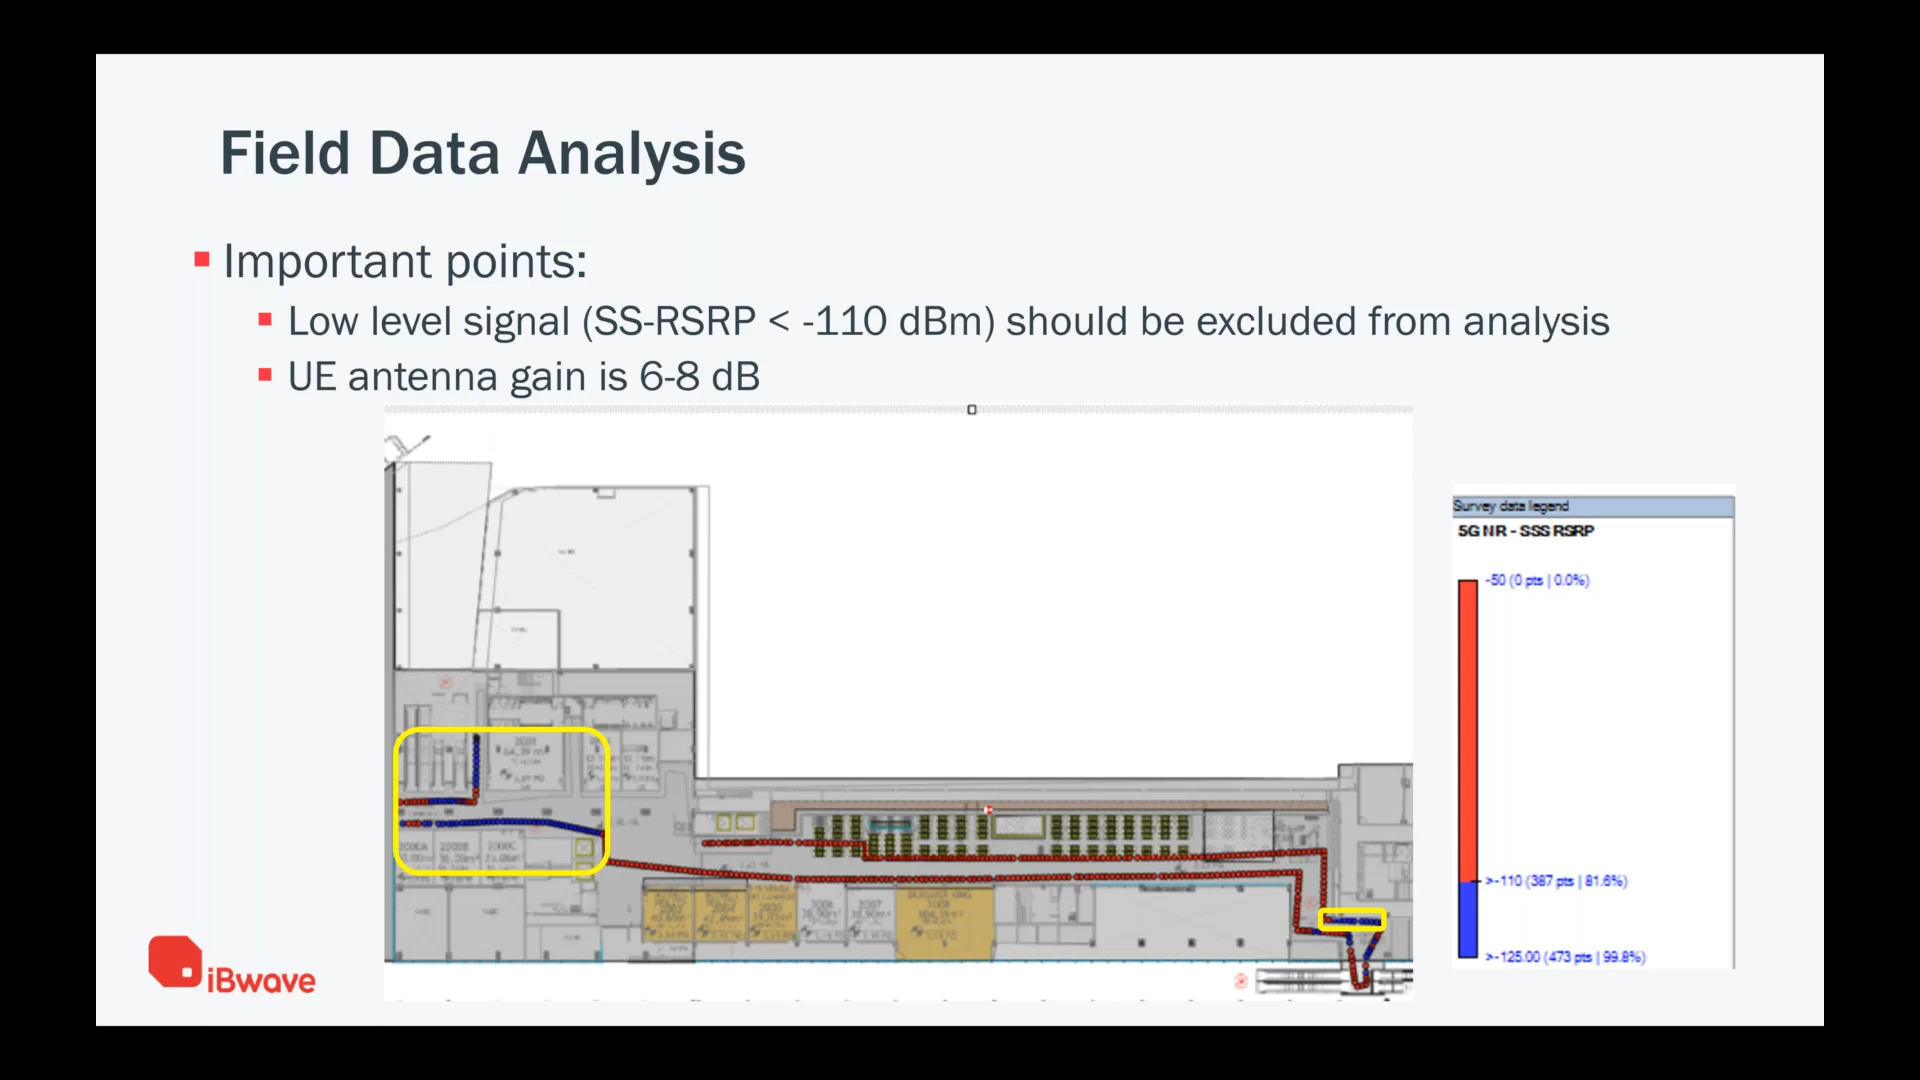 Field Data Analysis
Important points:
Low level signal (SS-RSRP < -110 dBm) should be excluded from analysis
UE antenna gain is 6-8 dB
Survey data legend
5G NR - SSS RSRP
-50 (0 pts | 0.0%)
>-110 (387 pts | 81.6%)
>-125.00 (473 pts | 99.8%)
iBwave